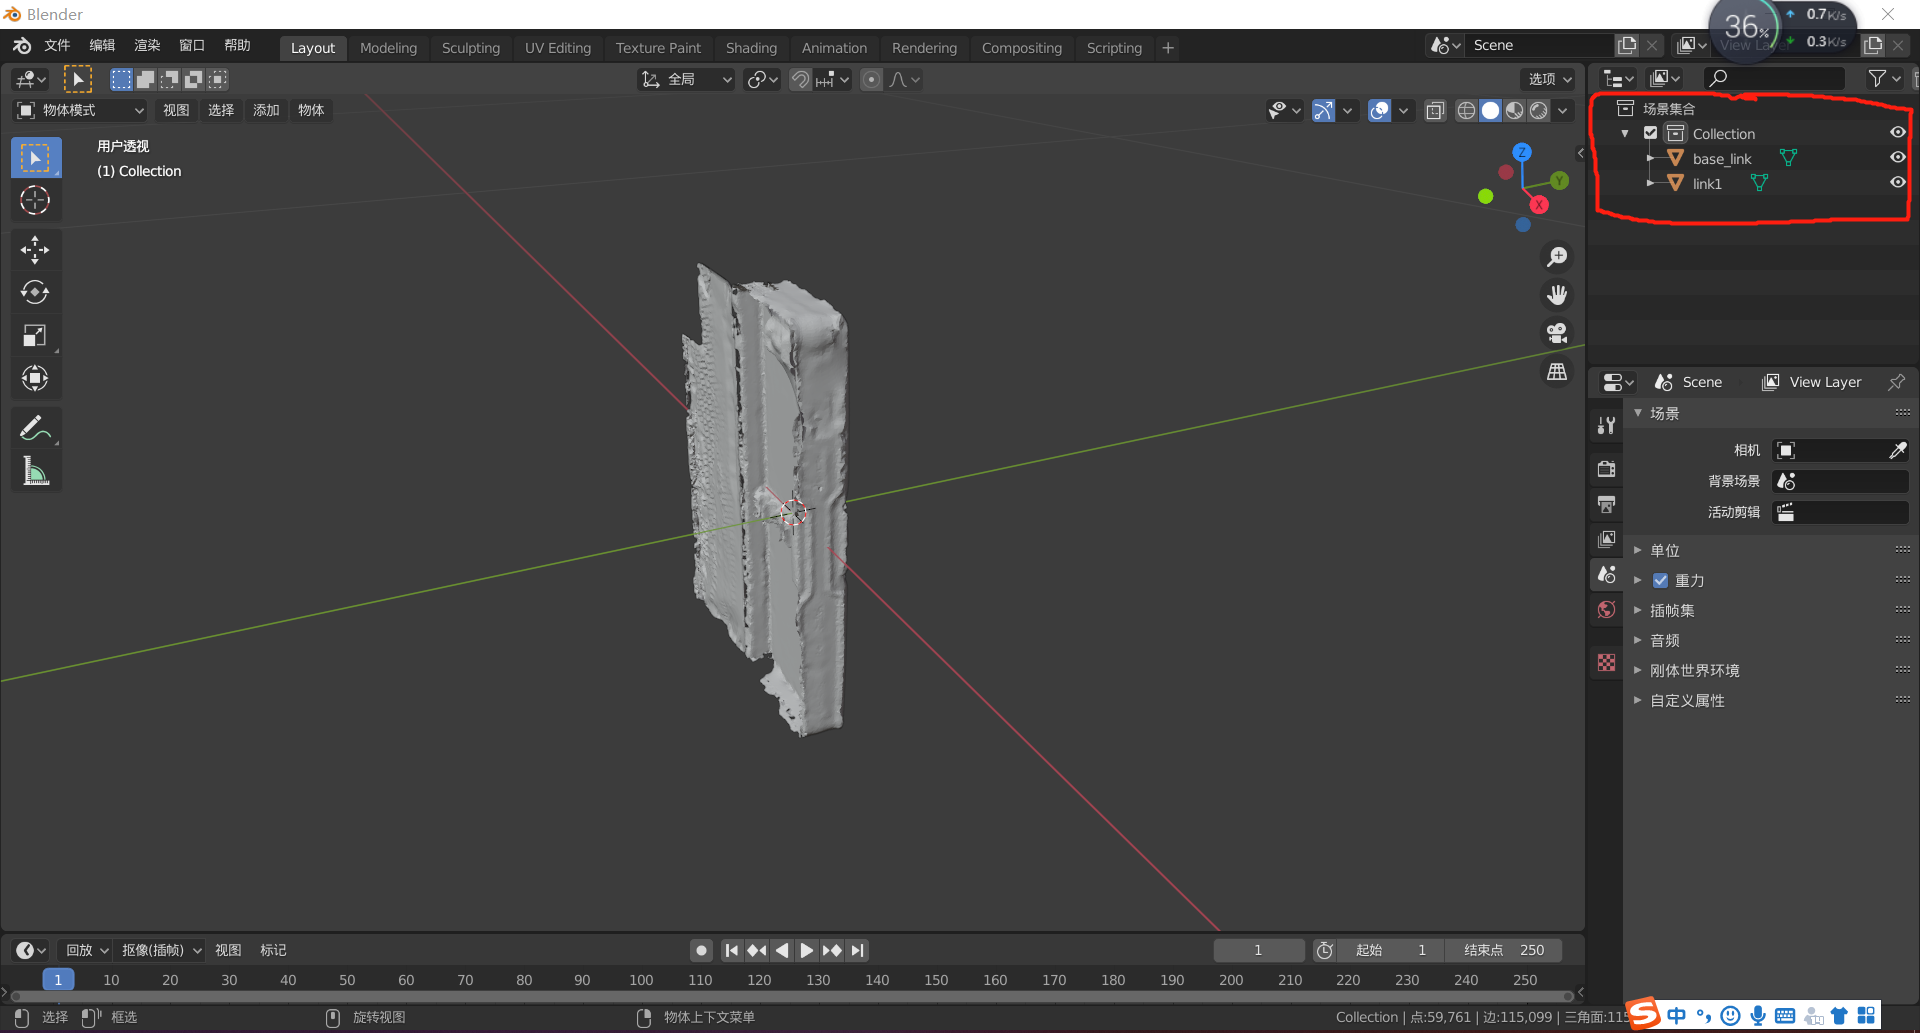 Blender
36%
0.7K/s
0.3K/s
文件 编辑 渲染 窗口 帮助 Layout Modeling Sculpting UV Editing Texture Paint Shading Animation Rendering Compositing Scripting + Scene
全局 选项
物体模式 视图 选择 添加 物体
用户透视
(1) Collection
Z
Y
X
场景集合
Collection
base_link
link1
Scene View Layer
场景
相机
背景场景
活动剪辑
单位
重力
插帧集
音频
刚体世界环境
自定义属性
回放 抠像(插帧) 视图 标记 1 起始 1 结束点 250
1 10 20 30 40 50 60 70 80 90 100 110 120 130 140 150 160 170 180 190 200 210 220 230 240 250
选择 框选 旋转视图 物体上下文菜单 Collection | 点:59,761 | 边:115,099 | 三角面:115
S 中